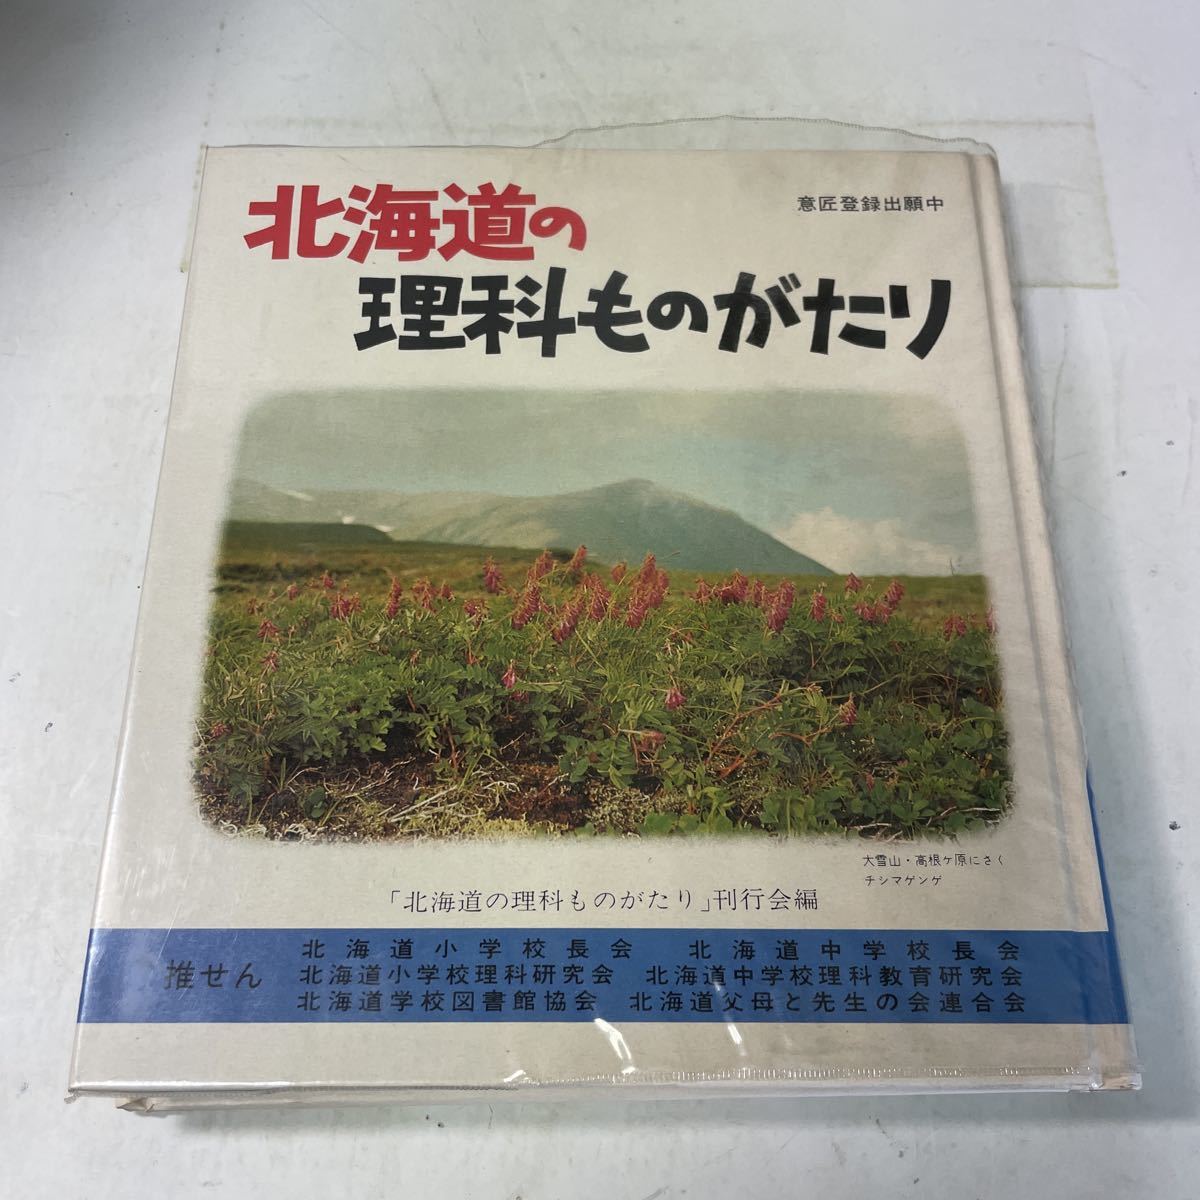 北海道の
意匠登録出願中
理科ものがたり
大雪山・高根ヶ原にさく
チシマゲンゲ
「北海道の理科ものがたり」刊行会編
推せん
北海道小学校長会 北海道中学校長会
北海道小学校理科研究会 北海道中学校理科教育研究会
北海道学校図書館協会 北海道父母と先生の会連合会